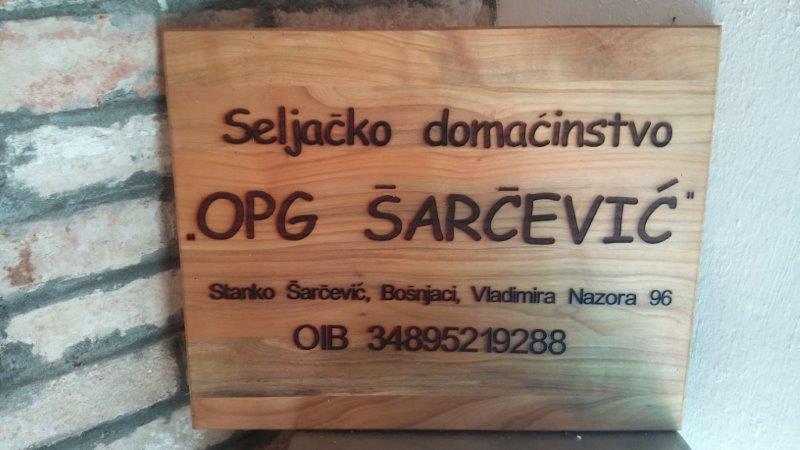 Seljačko domaćinstvo
„OPG ŠARČEVIĆ"
Stanko Šarčević, Bošnjaci, Vladimira Nazora 96
OIB 34895219288